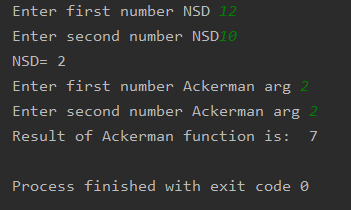 Enter first number NSD 12
Enter second number NSD10
NSD= 2
Enter first number Ackerman arg 2
Enter second number Ackerman arg 2
Result of Ackerman function is:  7
Process finished with exit code 0